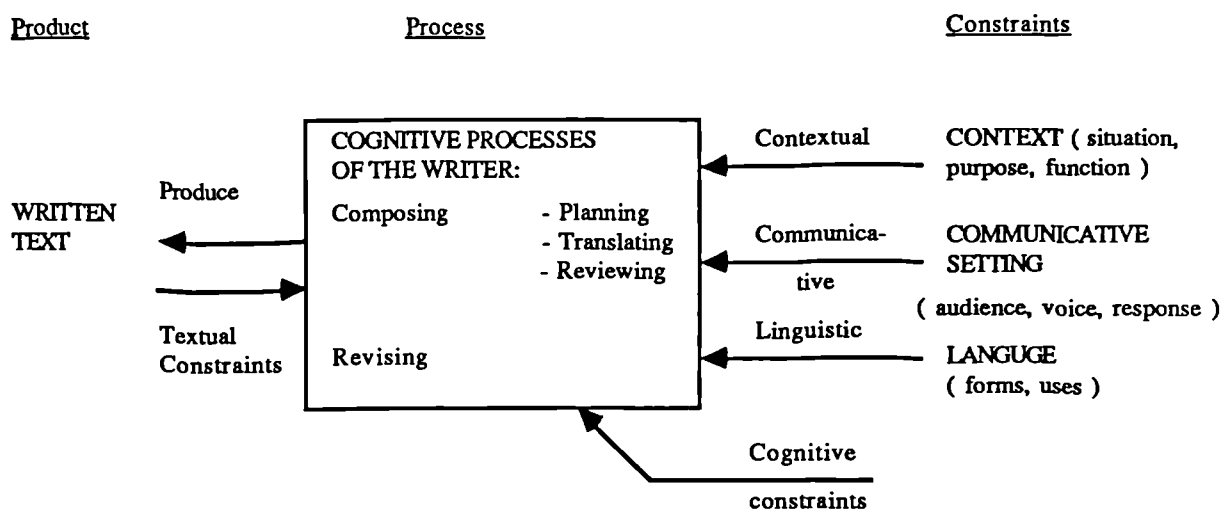 Product Process Constraints
COGNITIVE PROCESSES
OF THE WRITER:
Composing - Planning
- Translating
- Reviewing
Revising
WRITTEN
TEXT
Produce
Textual
Constraints
Contextual
CONTEXT ( situation,
purpose, function )
Communica-
tive
COMMUNICATIVE
SETTING
( audience, voice, response )
Linguistic
LANGUGE
( forms, uses )
Cognitive
constraints